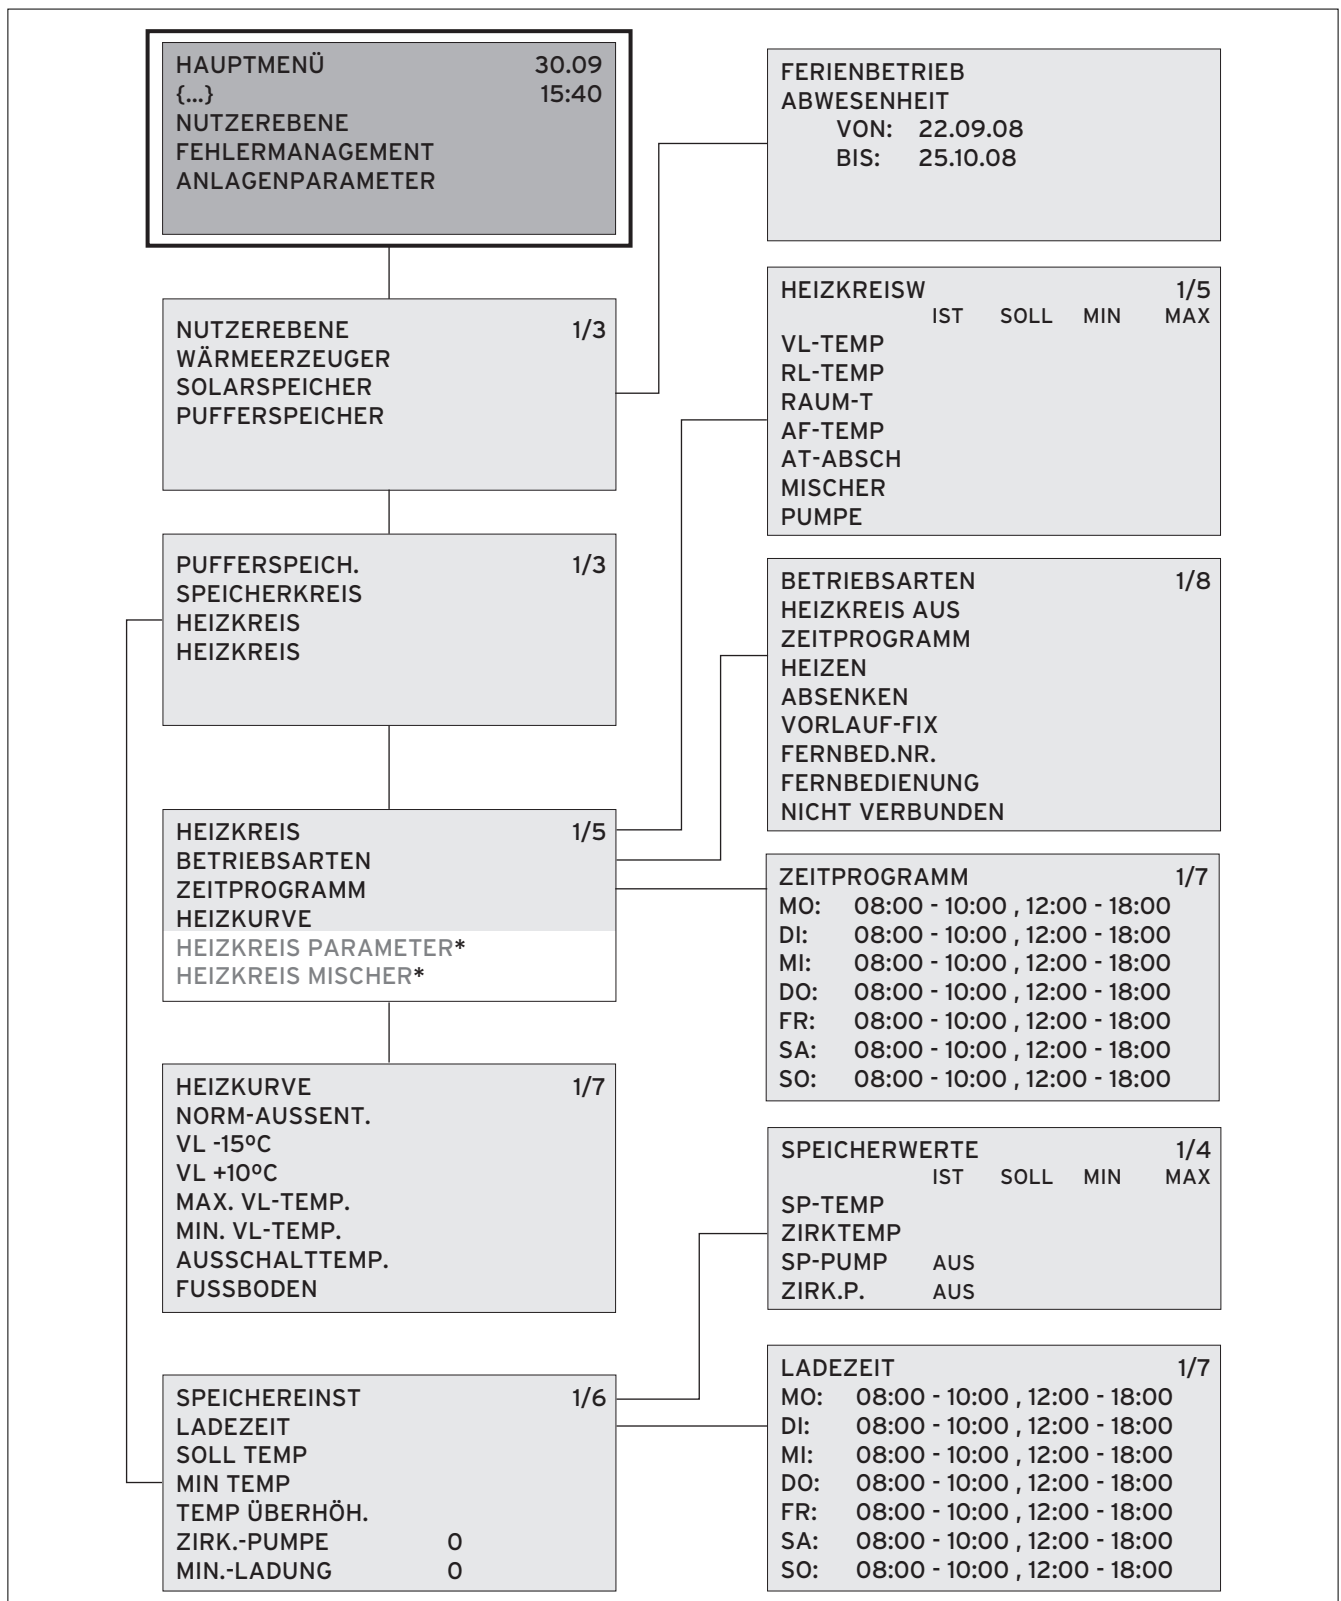 HAUPTMENÜ 30.09
{...} 15:40
NUTZEREBENE
FEHLERMANAGEMENT
ANLAGENPARAMETER
NUTZEREBENE 1/3
WÄRMEERZEUGER
SOLARSPEICHER
PUFFERSPEICHER
PUFFERSPEICH. 1/3
SPEICHERKREIS
HEIZKREIS
HEIZKREIS
HEIZKREIS 1/5
BETRIEBSARTEN
ZEITPROGRAMM
HEIZKURVE
HEIZKREIS PARAMETER*
HEIZKREIS MISCHER*
HEIZKURVE 1/7
NORM-AUSSENT.
VL -15ºC
VL +10ºC
MAX. VL-TEMP.
MIN. VL-TEMP.
AUSSCHALTTEMP.
FUSSBODEN
SPEICHEREINST 1/6
LADEZEIT
SOLL TEMP
MIN TEMP
TEMP ÜBERHÖH.
ZIRK.-PUMPE 0
MIN.-LADUNG 0
FERIENBETRIEB
ABWESENHEIT
VON: 22.09.08
BIS: 25.10.08
HEIZKREISW 1/5
IST SOLL MIN MAX
VL-TEMP
RL-TEMP
RAUM-T
AF-TEMP
AT-ABSCH
MISCHER
PUMPE
BETRIEBSARTEN 1/8
HEIZKREIS AUS
ZEITPROGRAMM
HEIZEN
ABSENKEN
VORLAUF-FIX
FERNBED.NR.
FERNBEDIENUNG
NICHT VERBUNDEN
ZEITPROGRAMM 1/7
MO: 08:00 - 10:00 , 12:00 - 18:00
DI: 08:00 - 10:00 , 12:00 - 18:00
MI: 08:00 - 10:00 , 12:00 - 18:00
DO: 08:00 - 10:00 , 12:00 - 18:00
FR: 08:00 - 10:00 , 12:00 - 18:00
SA: 08:00 - 10:00 , 12:00 - 18:00
SO: 08:00 - 10:00 , 12:00 - 18:00
SPEICHERWERTE 1/4
IST SOLL MIN MAX
SP-TEMP
ZIRKTEMP
SP-PUMP AUS
ZIRK.P. AUS
LADEZEIT 1/7
MO: 08:00 - 10:00 , 12:00 - 18:00
DI: 08:00 - 10:00 , 12:00 - 18:00
MI: 08:00 - 10:00 , 12:00 - 18:00
DO: 08:00 - 10:00 , 12:00 - 18:00
FR: 08:00 - 10:00 , 12:00 - 18:00
SA: 08:00 - 10:00 , 12:00 - 18:00
SO: 08:00 - 10:00 , 12:00 - 18:00